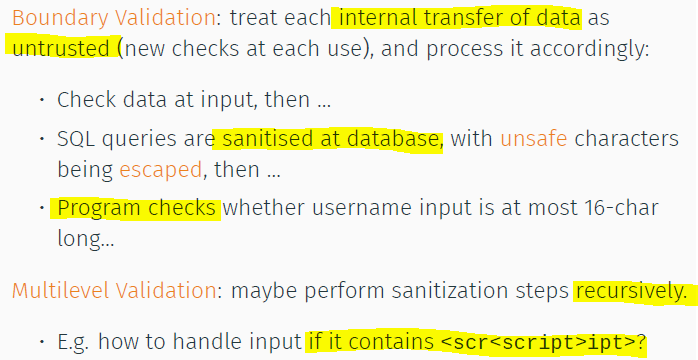 Boundary Validation: treat each internal transfer of data as
untrusted (new checks at each use), and process it accordingly:
• Check data at input, then ...
• SQL queries are sanitised at database, with unsafe characters
being escaped, then ...
• Program checks whether username input is at most 16-char
long...
Multilevel Validation: maybe perform sanitization steps recursively.
• E.g. how to handle input if it contains <scr<script>ipt>?